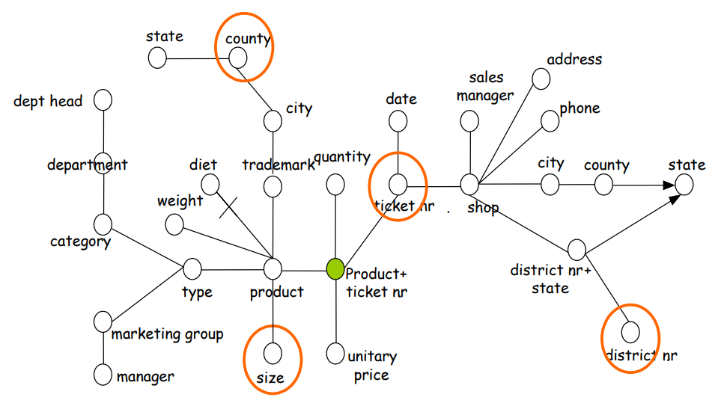 state
county
address
sales
manager
dept head
date
phone
city
department
diet
trademark
quantity
city
county
state
weight
ticket nr
.
shop
category
type
product
Product+
ticket nr
district nr+
state
marketing group
manager
size
unitary
price
district nr